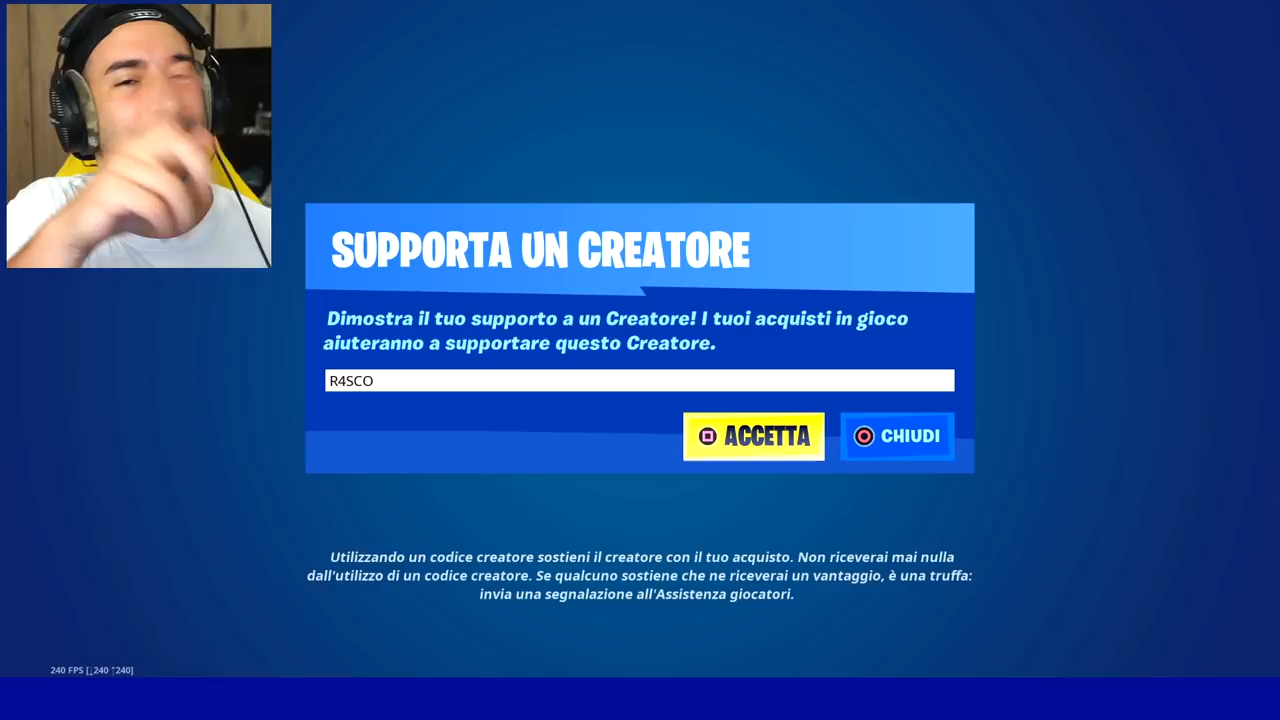 SUPPORTA UN CREATORE
Dimostra il tuo supporto a un Creatore! I tuoi acquisti in gioco
aiuteranno a supportare questo Creatore.
R4SCO
ACCETTA
CHIUDI
Utilizzando un codice creatore sostieni il creatore con il tuo acquisto. Non riceverai mai nulla
dall'utilizzo di un codice creatore. Se qualcuno sostiene che ne riceverai un vantaggio, è una truffa:
invia una segnalazione all'Assistenza giocatori.
240 FPS [↓240 ↑240]